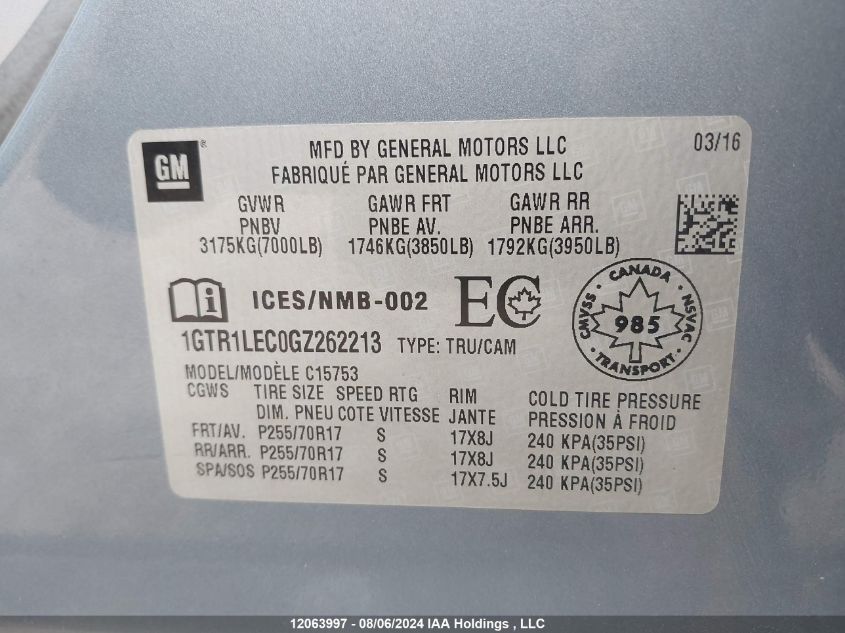 GM
MFD BY GENERAL MOTORS LLC
03/16
FABRIQUÉ PAR GENERAL MOTORS LLC
GVWR GAWR FRT GAWR RR
PNBV PNBE AV. PNBE ARR.
3175KG(7000LB) 1746KG(3850LB) 1792KG(3950LB)
i ICES/NMB-002 EC
CANADA
CMVSS 985 NSVAC
TRANSPORT
1GTR1LEC0GZ262213 TYPE: TRU/CAM
MODEL/MODÈLE C15753
CGWS TIRE SIZE SPEED RTG RIM COLD TIRE PRESSURE
DIM. PNEU COTE VITESSE JANTE PRESSION À FROID
FRT/AV. P255/70R17 S 17X8J 240 KPA(35PSI)
RR/ARR. P255/70R17 S 17X8J 240 KPA(35PSI)
SPA/SOS P255/70R17 S 17X7.5J 240 KPA(35PSI)
12063997 - 08/06/2024 IAA Holdings , LLC